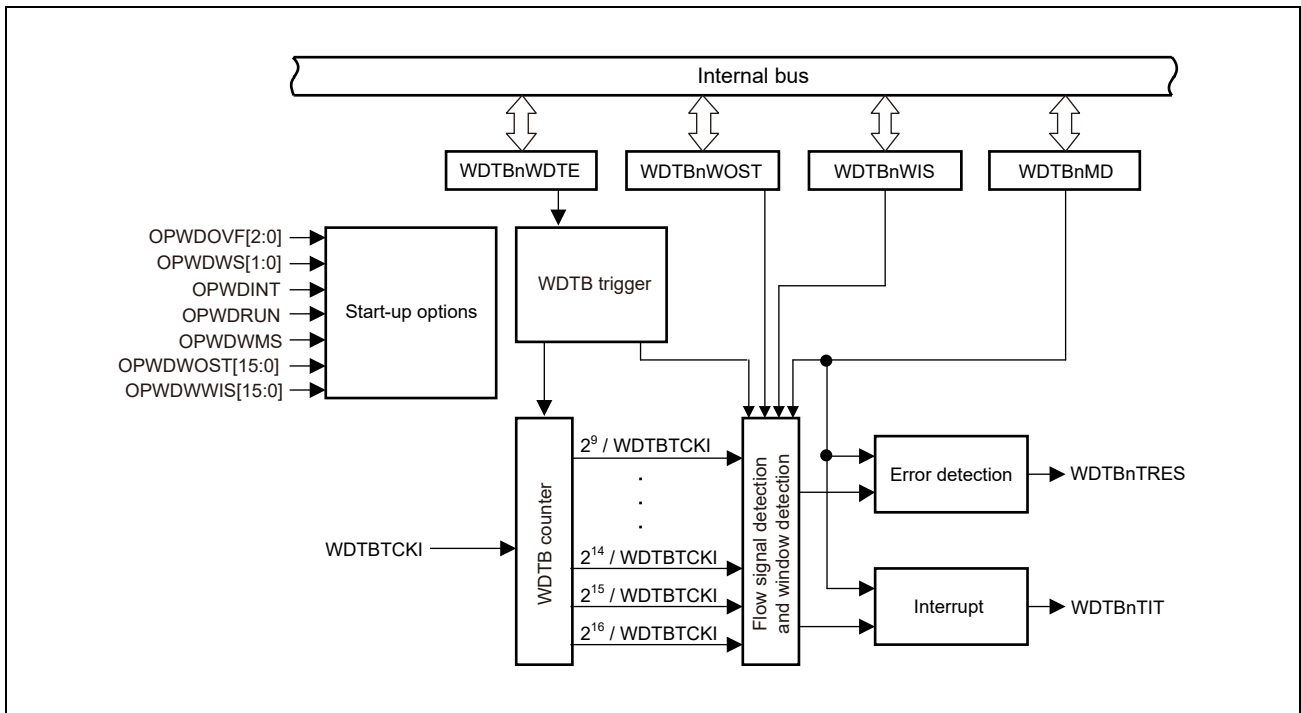 Internal bus
WDTBnWDTE
WDTBnWOST
WDTBnWIS
WDTBnMD
OPWDOVF[2:0]
OPWDWS[1:0]
OPWDINT
OPWDRUN
OPWDWMS
OPWDWOST[15:0]
OPWDWWIS[15:0]
Start-up options
WDTB trigger
WDTBTCKI
WDTB counter
2⁹ / WDTBTCKI
2¹⁴ / WDTBTCKI
2¹⁵ / WDTBTCKI
2¹⁶ / WDTBTCKI
Flow signal detection
and window detection
Error detection
WDTBnTRES
Interrupt
WDTBnTIT